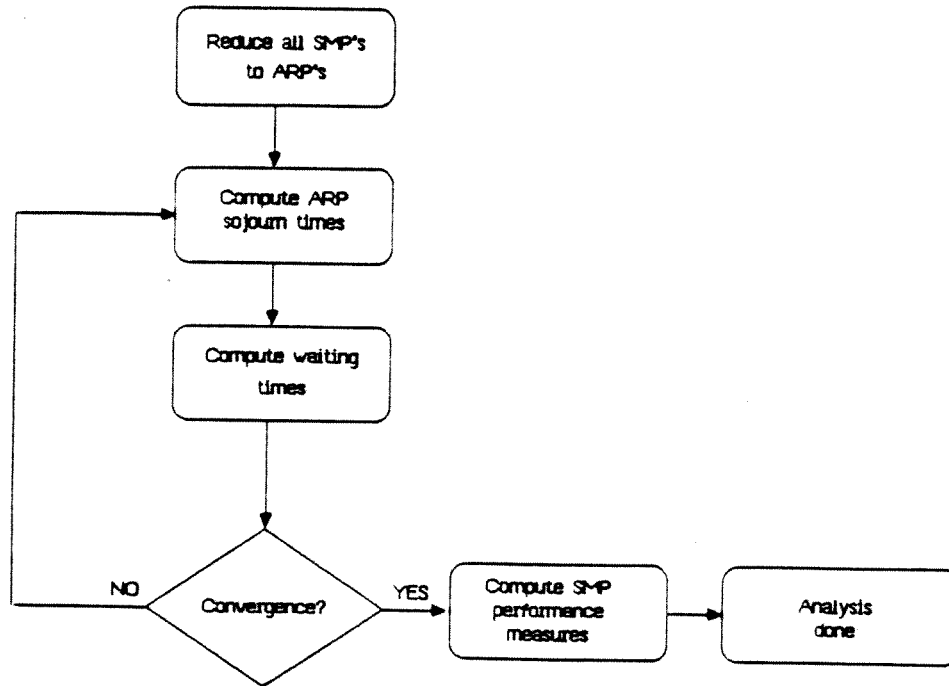 Reduce all SMP's
to ARP's
Compute ARP
sojourn times
Compute waiting
times
NO
Convergence?
YES
Compute SMP
performance
measures
Analysis
done